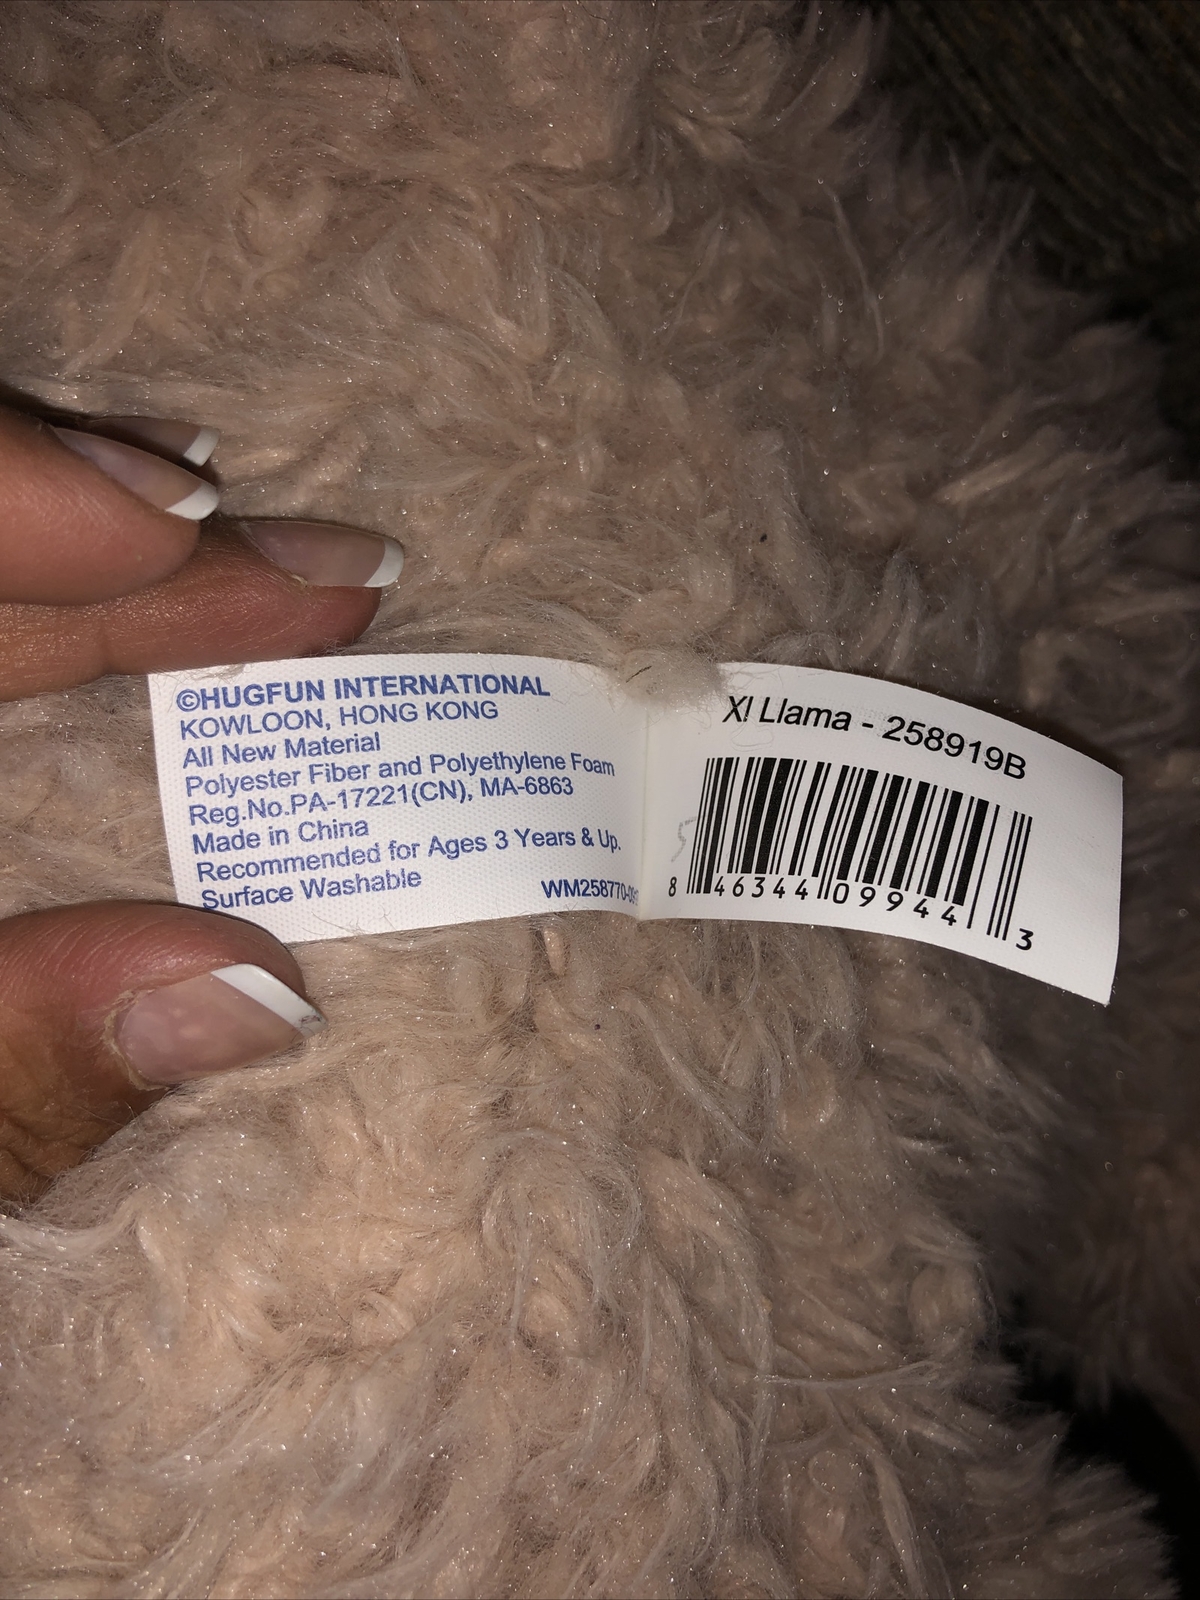 ©HUGFUN INTERNATIONAL
KOWLOON, HONG KONG
All New Material
Polyester Fiber and Polyethylene Foam
Reg.No.PA-17221(CN), MA-6863
Made in China
Recommended for Ages 3 Years & Up.
Surface Washable
Xl Llama - 258919B
8 46344 09944 3